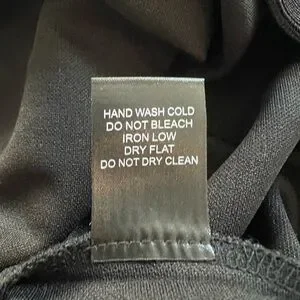 HAND WASH COLD
DO NOT BLEACH
IRON LOW
DRY FLAT
DO NOT DRY CLEAN